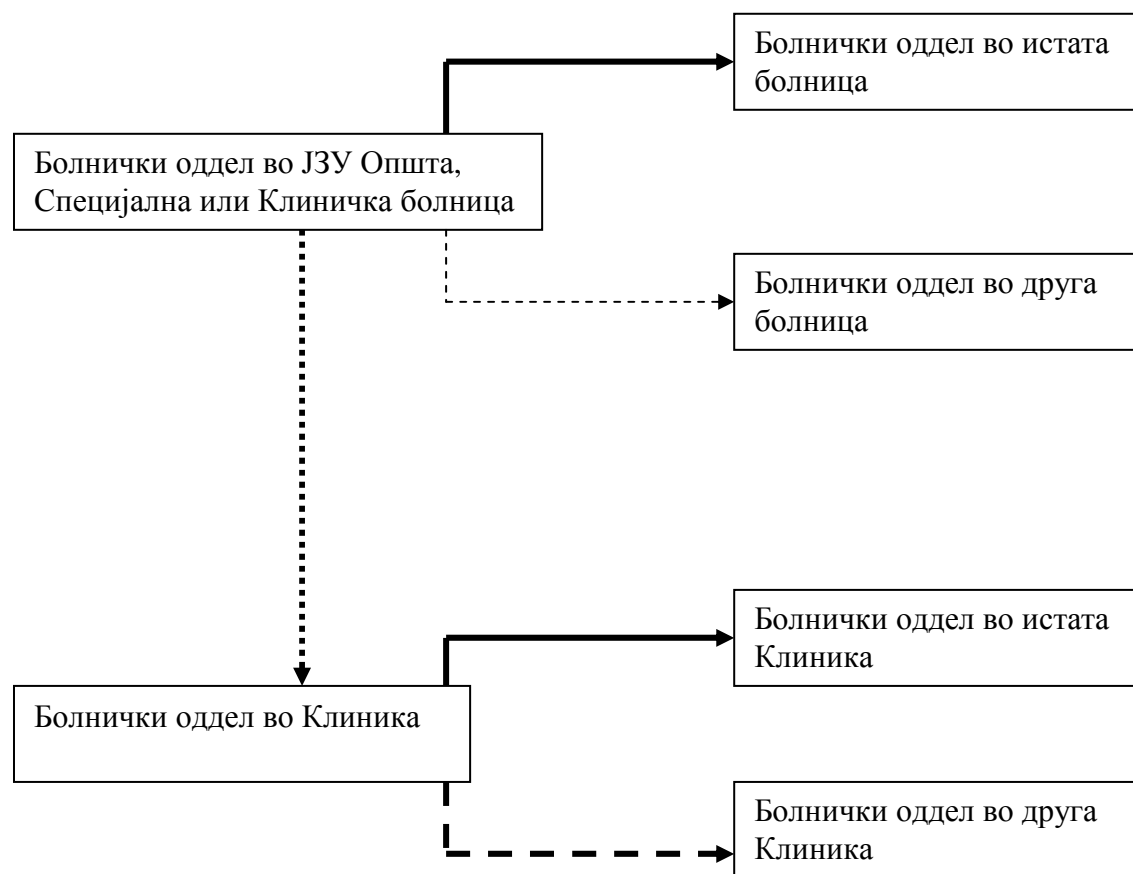 Болнички оддел во истата
болница
Болнички оддел во ЈЗУ Општа,
Специјална или Клиничка болница
Болнички оддел во друга
болница
Болнички оддел во истата
Клиника
Болнички оддел во Клиника
Болнички оддел во друга
Клиника